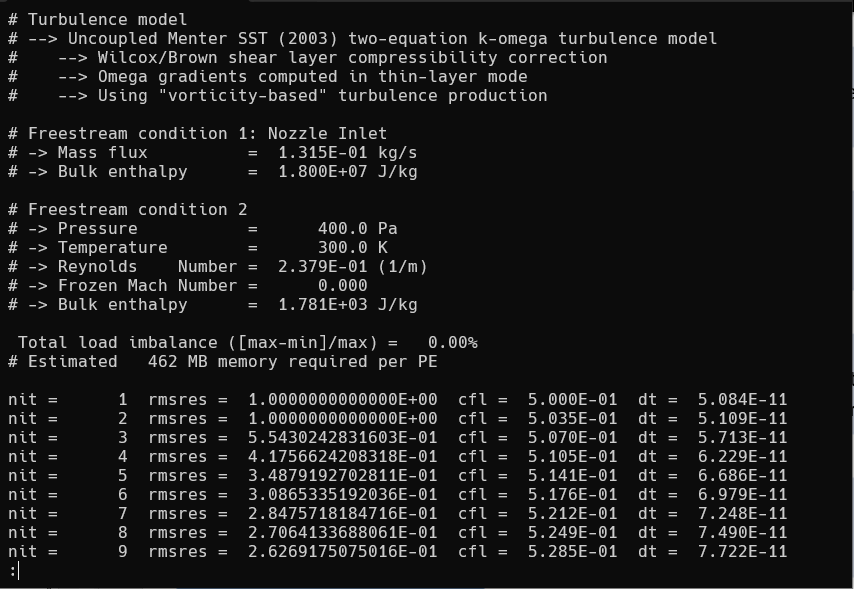 # Turbulence model
# --> Uncoupled Menter SST (2003) two-equation k-omega turbulence model
#    --> Wilcox/Brown shear layer compressibility correction
#    --> Omega gradients computed in thin-layer mode
#    --> Using "vorticity-based" turbulence production
# Freestream condition 1: Nozzle Inlet
# -> Mass flux          =  1.315E-01 kg/s
# -> Bulk enthalpy      =  1.800E+07 J/kg
# Freestream condition 2
# -> Pressure           =      400.0 Pa
# -> Temperature        =      300.0 K
# -> Reynolds    Number =  2.379E-01 (1/m)
# -> Frozen Mach Number =      0.000
# -> Bulk enthalpy      =  1.781E+03 J/kg
Total load imbalance ([max-min]/max) =   0.00%
# Estimated   462 MB memory required per PE
nit =      1  rmsres =  1.0000000000000E+00  cfl =  5.000E-01  dt =  5.084E-11
nit =      2  rmsres =  1.0000000000000E+00  cfl =  5.035E-01  dt =  5.109E-11
nit =      3  rmsres =  5.5430242831603E-01  cfl =  5.070E-01  dt =  5.713E-11
nit =      4  rmsres =  4.1756624208318E-01  cfl =  5.105E-01  dt =  6.229E-11
nit =      5  rmsres =  3.4879192702811E-01  cfl =  5.141E-01  dt =  6.686E-11
nit =      6  rmsres =  3.0865335192036E-01  cfl =  5.176E-01  dt =  6.979E-11
nit =      7  rmsres =  2.8475718184716E-01  cfl =  5.212E-01  dt =  7.248E-11
nit =      8  rmsres =  2.7064133688061E-01  cfl =  5.249E-01  dt =  7.490E-11
nit =      9  rmsres =  2.6269175075016E-01  cfl =  5.285E-01  dt =  7.722E-11
: